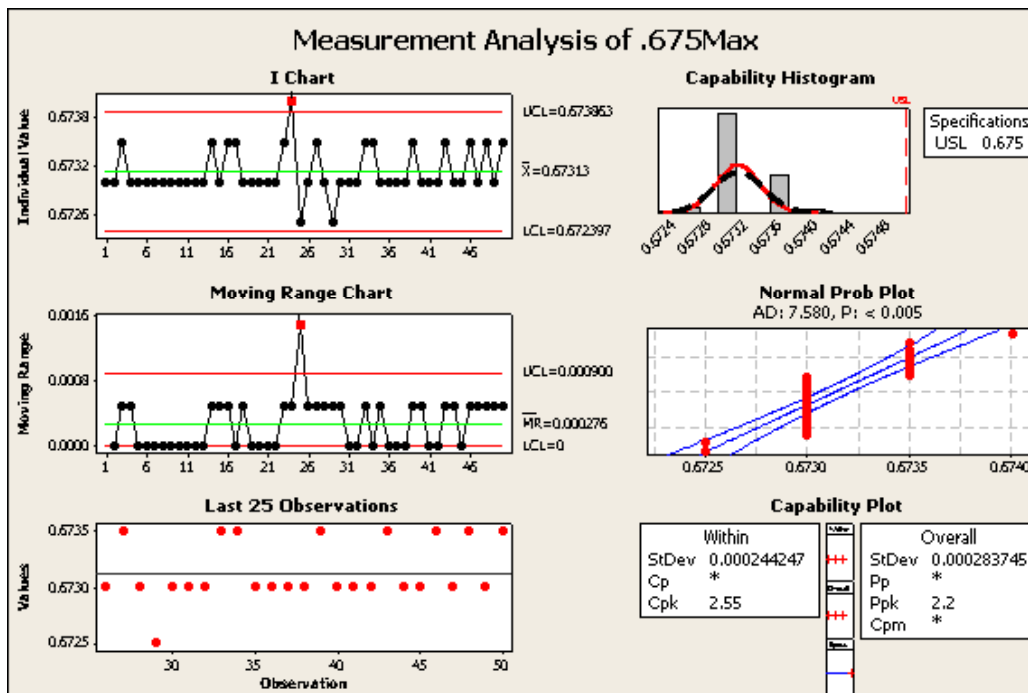 Measurement Analysis of .675Max
I Chart
Individual Value
0.6738
0.6732
0.6726
1 6 11 16 21 26 31 36 41 46
UCL=0.673863
X=0.67313
LCL=0.672397
Capability Histogram
USL
0.6724 0.6728 0.6732 0.6736 0.6740 0.6744 0.6748
Specifications
USL 0.675
Moving Range Chart
Moving Range
0.0016
0.0008
0.0000
1 6 11 16 21 26 31 36 41 46
UCL=0.000900
MR=0.000276
LCL=0
Normal Prob Plot
AD: 7.580, P: < 0.005
0.6725 0.6730 0.6735 0.6740
Last 25 Observations
Values
0.6735
0.6730
0.6725
30 35 40 45 50
Observation
Capability Plot
Within
StDev 0.000244247
Cp *
Cpk 2.55
Overall
StDev 0.000283745
Pp *
Ppk 2.2
Cpm *